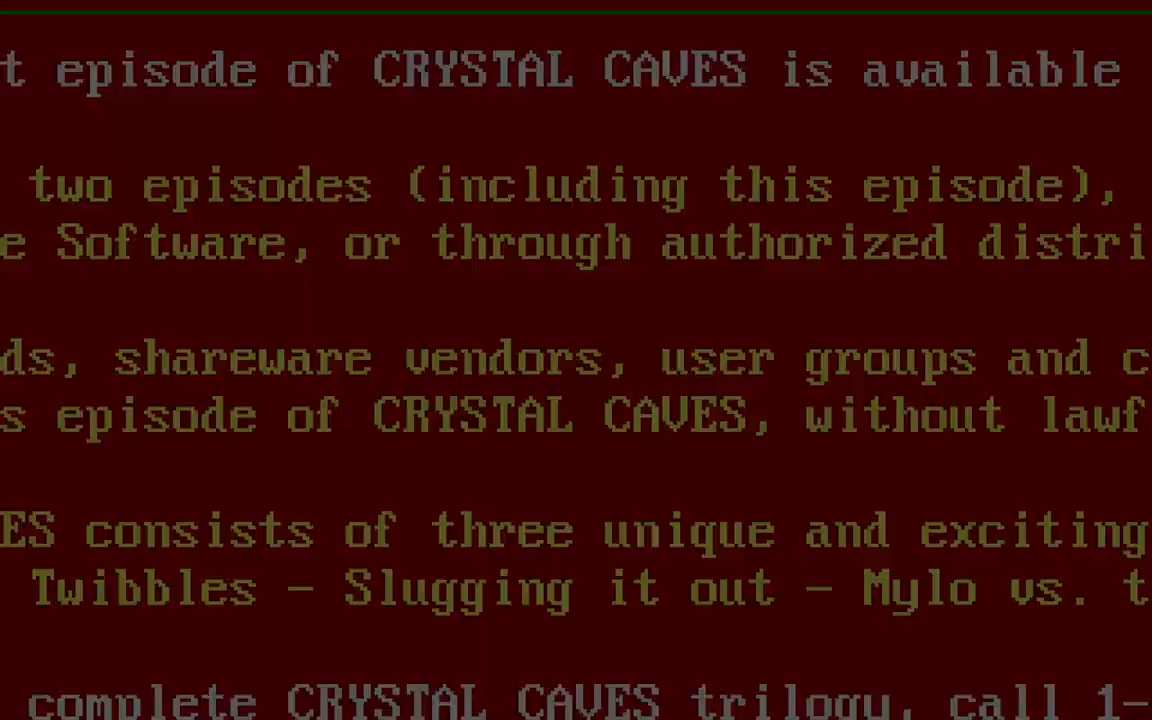 t episode of CRYSTAL CAVES is available
two episodes (including this episode),
e Software, or through authorized distri
ds, shareware vendors, user groups and c
s episode of CRYSTAL CAVES, without lawf
ES consists of three unique and exciting
Twibbles - Slugging it out - Mylo vs. t
complete CRYSTAL CAVES trilogy, call 1-